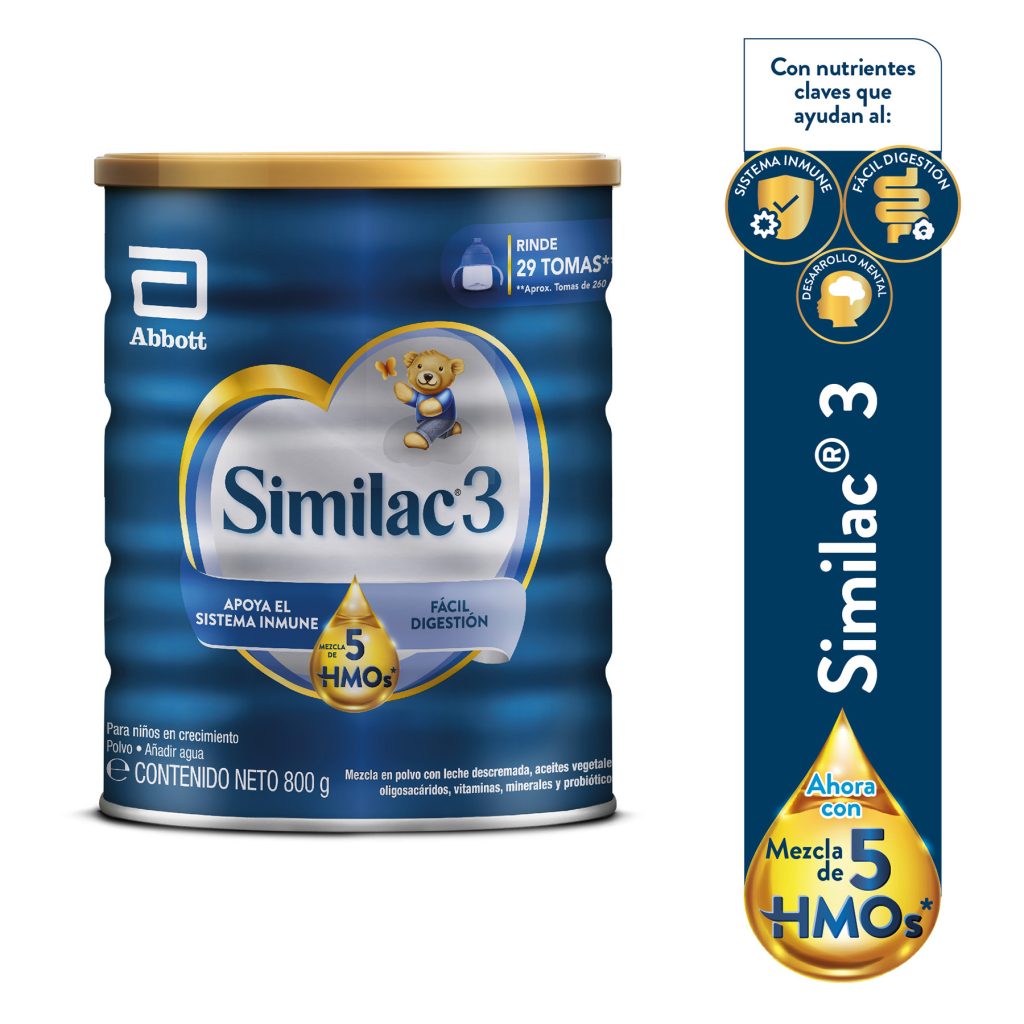 Abbott
RINDE
29 TOMAS**
**Aprox. Tomas de 260
Similac® 3
APOYA EL
SISTEMA INMUNE
FÁCIL
DIGESTIÓN
MEZCLA
DE 5
HMOs*
Para niños en crecimiento
Polvo • Añadir agua
℮ CONTENIDO NETO 800 g
Mezcla en polvo con leche descremada, aceites vegetale
oligosacáridos, vitaminas, minerales y probiótico
Con nutrientes
claves que
ayudan al:
SISTEMA INMUNE
FÁCIL DIGESTIÓN
DESARROLLO MENTAL
Similac® 3
Ahora
con
Mezcla
de 5
HMOs*